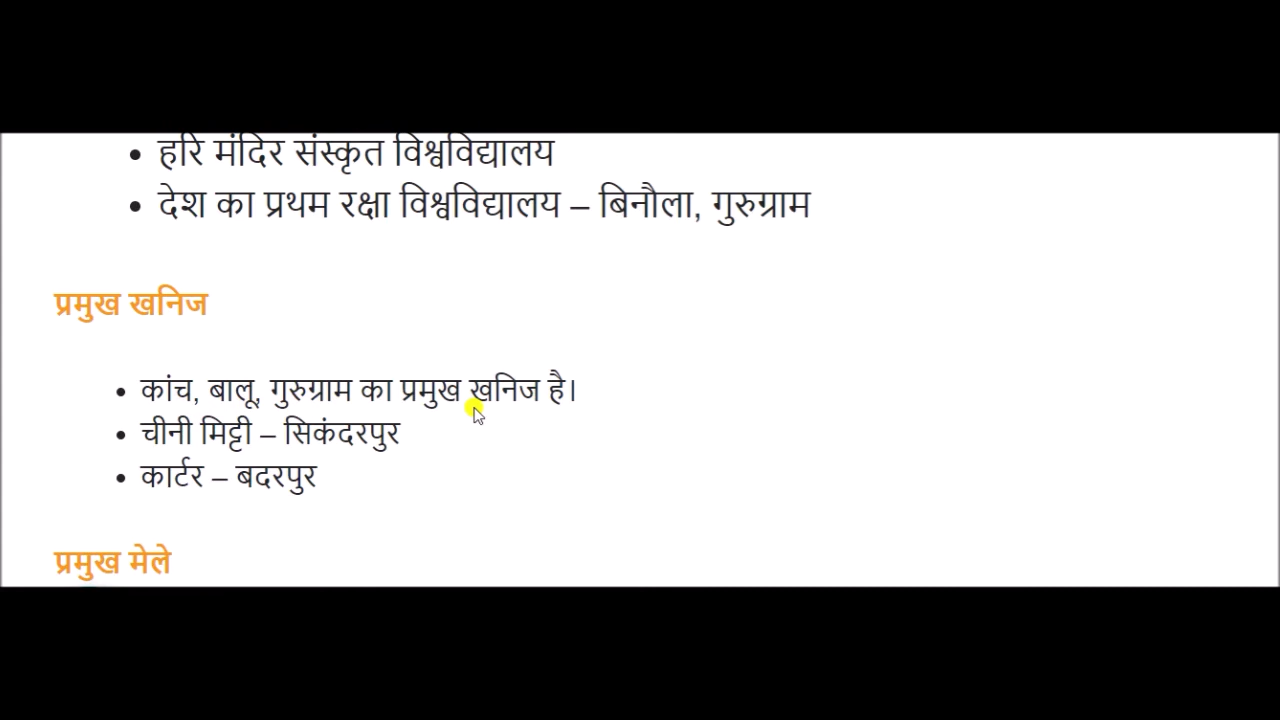 • हरि मंदिर संस्कृत विश्वविद्यालय
• देश का प्रथम रक्षा विश्वविद्यालय – बिनौला, गुरुग्राम
प्रमुख खनिज
• कांच, बालू, गुरुग्राम का प्रमुख खनिज है।
• चीनी मिट्टी – सिकंदरपुर
• कार्टर – बदरपुर
प्रमुख मेले